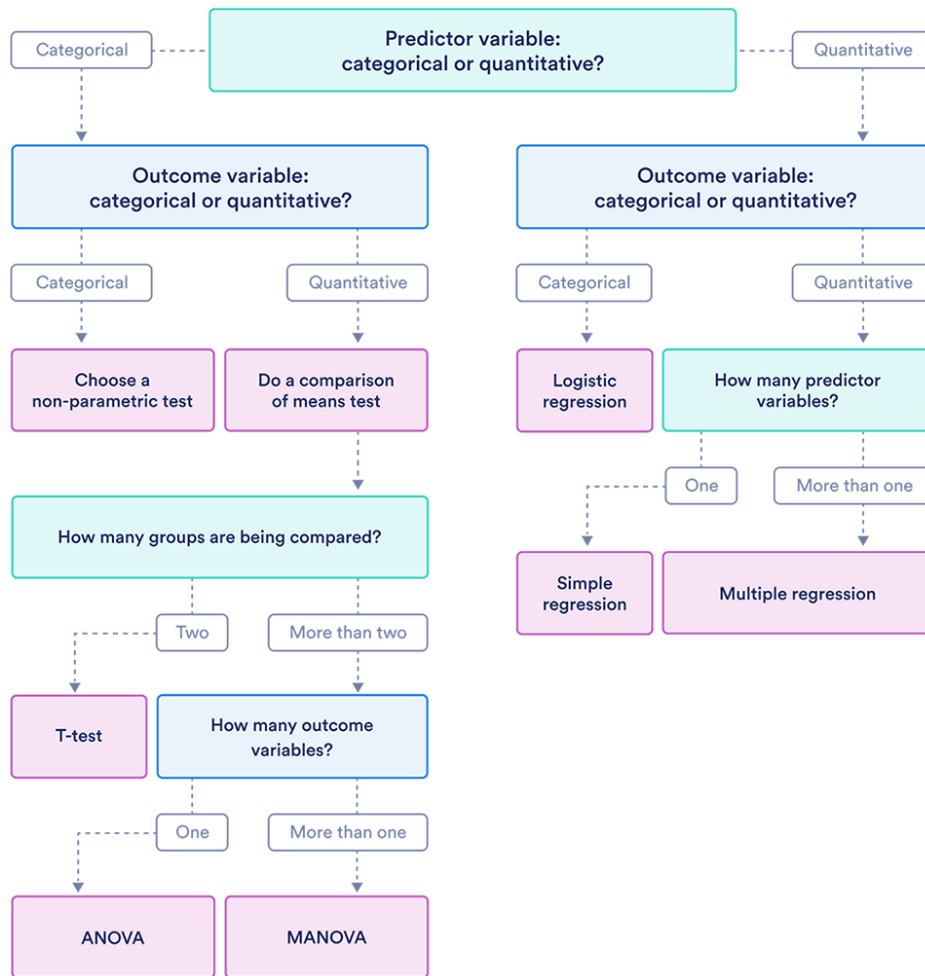 Categorical
Predictor variable:
categorical or quantitative?
Quantitative
Outcome variable:
categorical or quantitative?
Outcome variable:
categorical or quantitative?
Categorical
Quantitative
Categorical
Quantitative
Choose a
non-parametric test
Do a comparison
of means test
Logistic
regression
How many predictor
variables?
One
More than one
How many groups are being compared?
Simple
regression
Multiple regression
Two
More than two
T-test
How many outcome
variables?
One
More than one
ANOVA
MANOVA